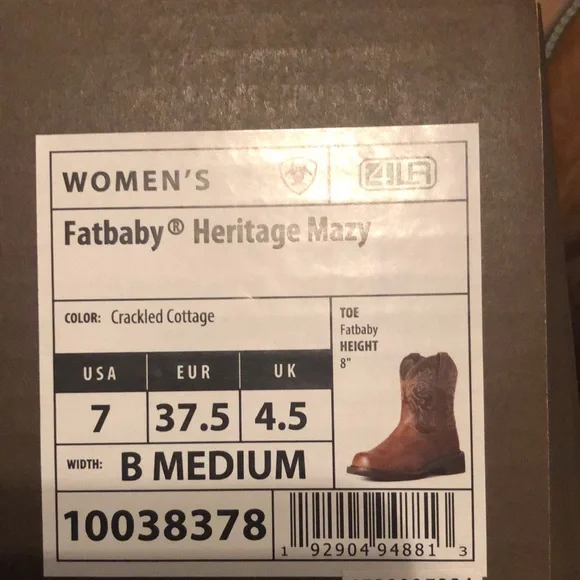 WOMEN'S
Fatbaby® Heritage Mazy
COLOR: Crackled Cottage
TOE
Fatbaby
HEIGHT
8"
USA EUR UK
7 37.5 4.5
WIDTH: B MEDIUM
10038378
1 92904 94881 3